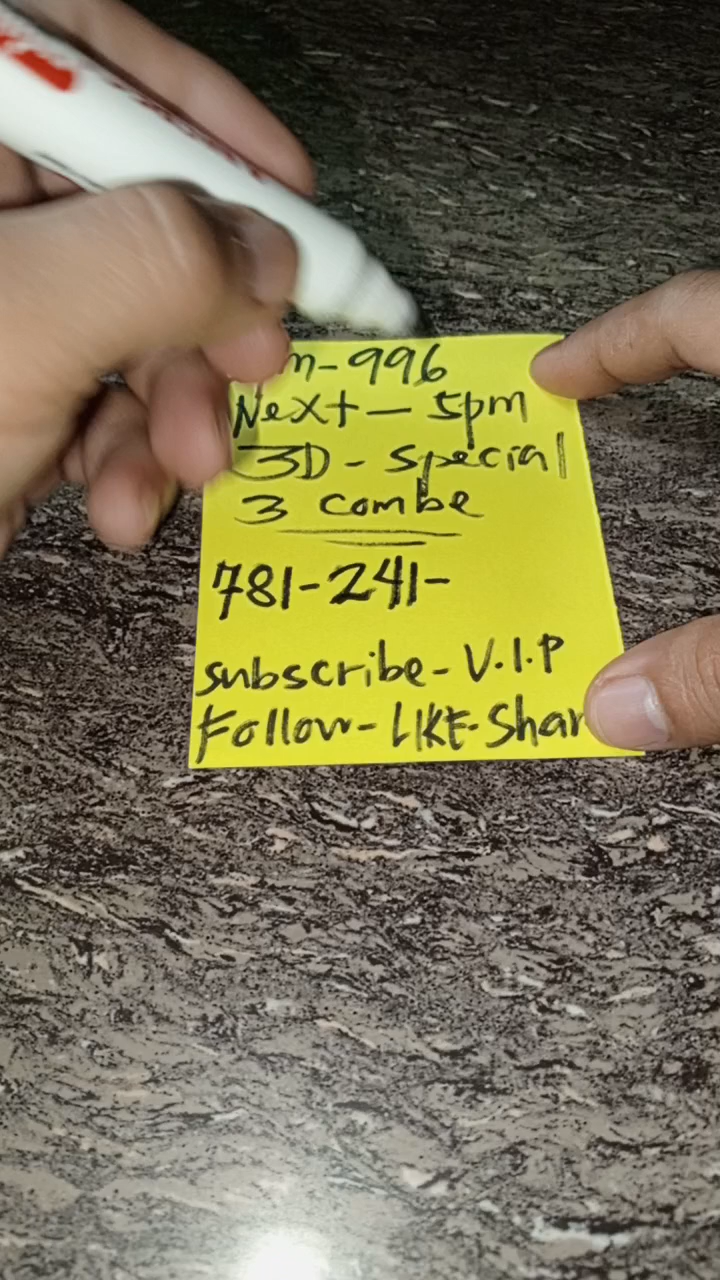 m-996
Next - 5pm
3D - special
3 combe
781-241-
subscribe - V.I.P
Follow - LIKE - Shar